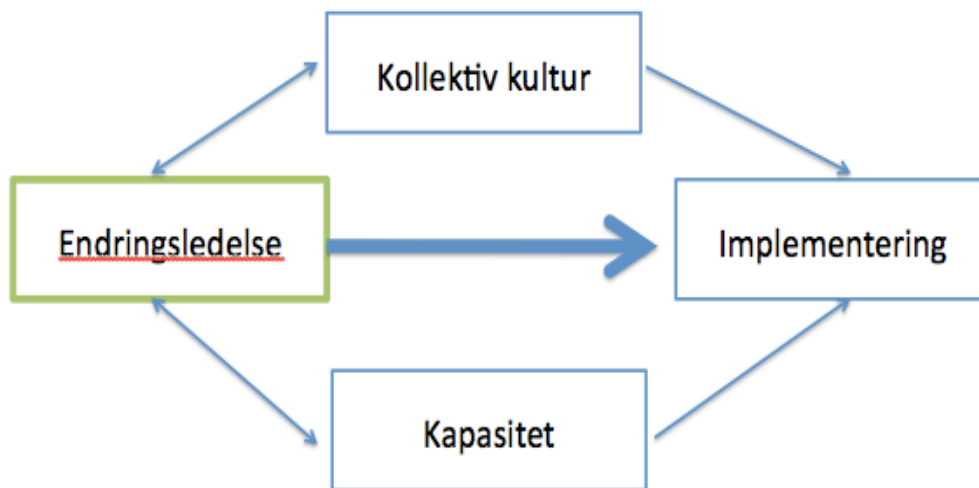 Kollektiv kultur
Endringsledelse
Implementering
Kapasitet